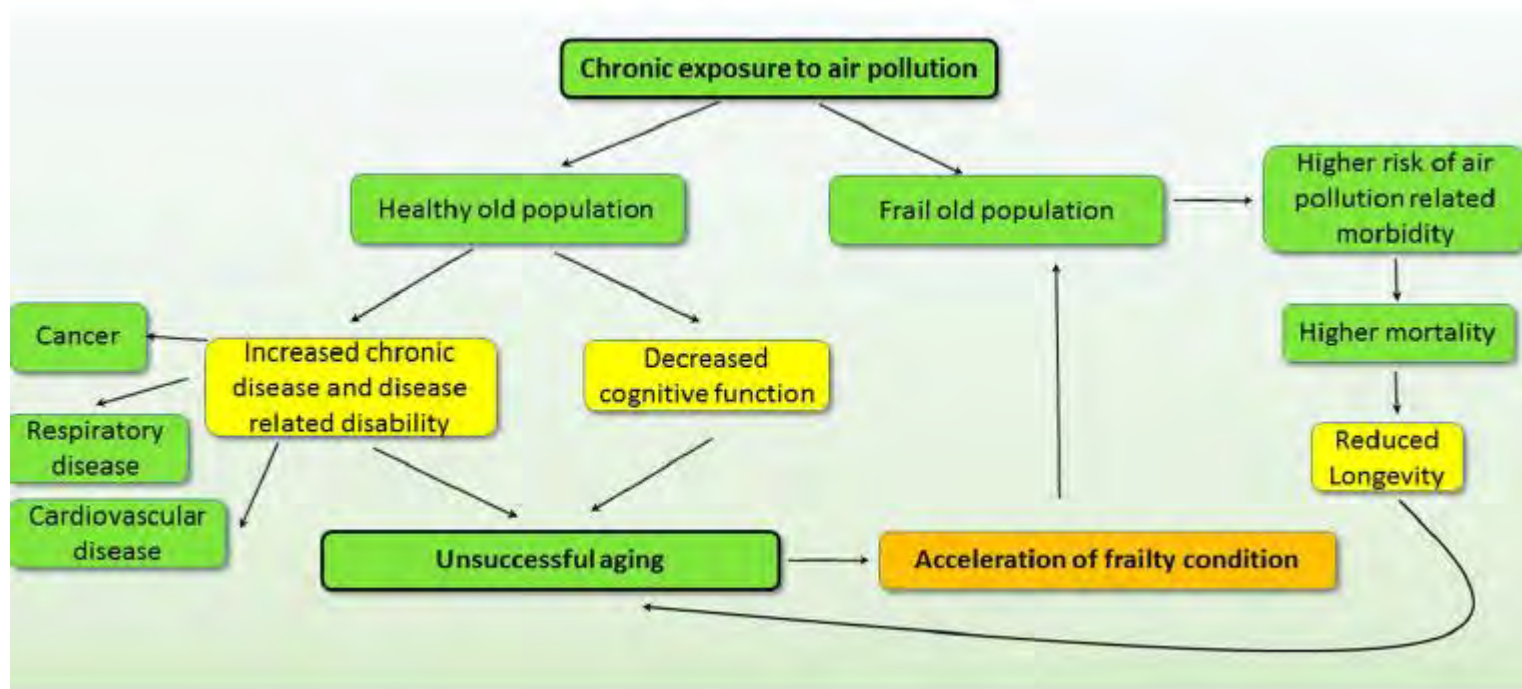 Chronic exposure to air pollution
Healthy old population
Frail old population
Higher risk of air
pollution related
morbidity
Cancer
Increased chronic
disease and disease
related disability
Decreased
cognitive function
Higher mortality
Respiratory
disease
Reduced
Longevity
Cardiovascular
disease
Unsuccessful aging
Acceleration of frailty condition